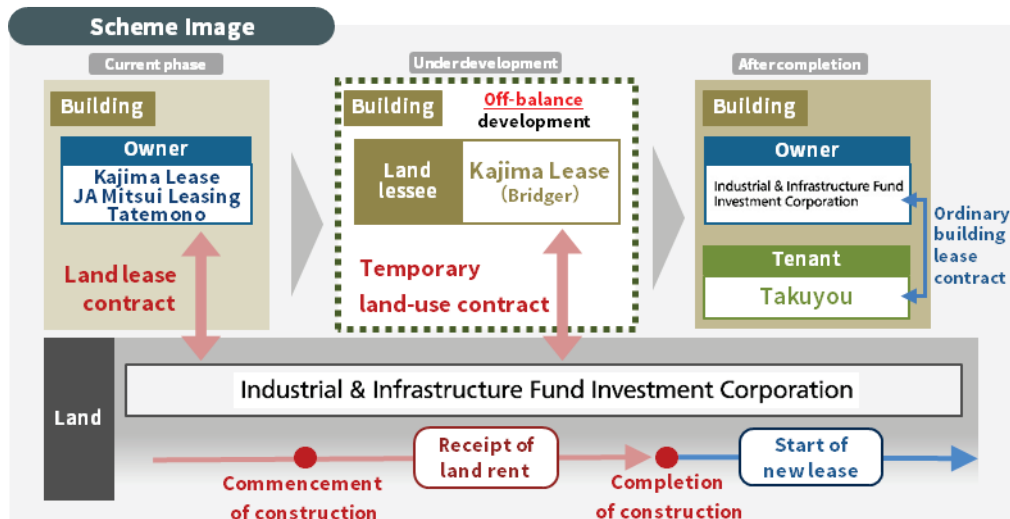 Scheme Image
Current phase
Building
Owner
Kajima Lease
JA Mitsui Leasing
Tatemono
Land lease
contract
Under development
Building
Off-balance
development
Land
lessee
Kajima Lease
(Bridger)
Temporary
land-use contract
After completion
Building
Owner
Industrial & Infrastructure Fund
Investment Corporation
Tenant
Takuyou
Ordinary
building
lease
contract
Land
Industrial & Infrastructure Fund Investment Corporation
Commencement
of construction
Receipt of
land rent
Completion
of construction
Start of
new lease